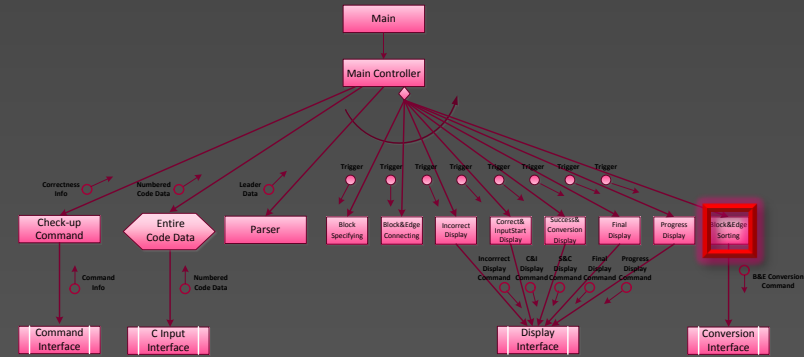 Main
Main Controller
Correctness
Info
Numbered
Code Data
Leader
Data
Trigger
Trigger
Trigger
Trigger
Trigger
Trigger
Trigger
Trigger
Check-up
Command
Entire
Code Data
Parser
Block
Specifying
Block&Edge
Connecting
Incorrect
Display
Correct&
InputStart
Display
Success&
Conversion
Display
Final
Display
Progress
Display
Block&Edge
Sorting
Command
Info
Numbered
Code Data
Incorrrect
Display
Command
C&I
Display
Command
S&C
Display
Command
Final
Display
Command
Progress
Display
Command
B&E Conversion
Command
Command
Interface
C Input
Interface
Display
Interface
Conversion
Interface